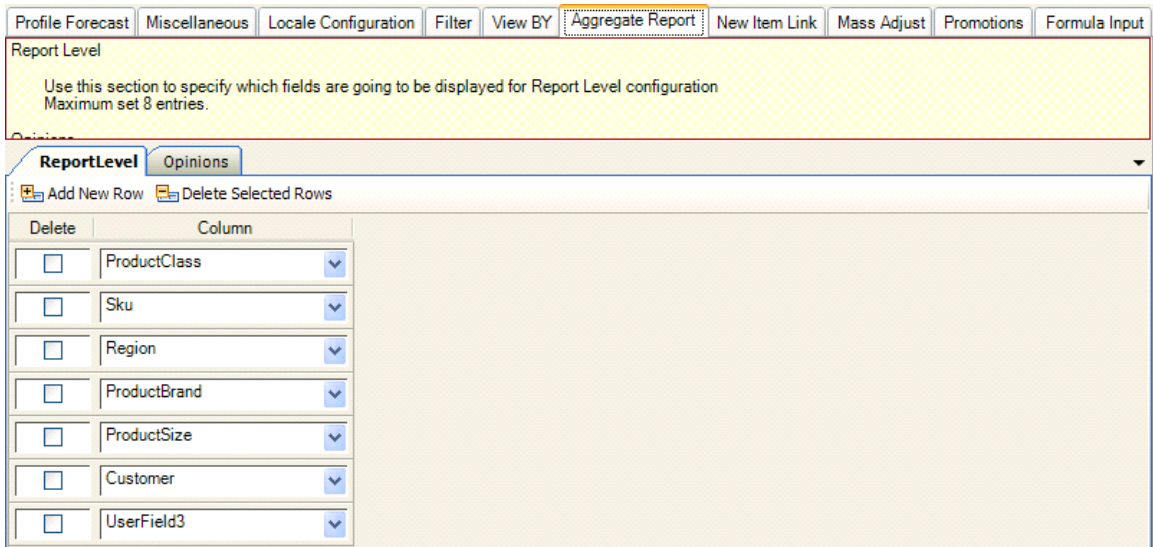 Profile Forecast Miscellaneous Locale Configuration Filter View BY Aggregate Report New Item Link Mass Adjust Promotions Formula Input
Report Level
Use this section to specify which fields are going to be displayed for Report Level configuration
Maximum set 8 entries.
Opinions
ReportLevel Opinions
Add New Row Delete Selected Rows
Delete Column
ProductClass
Sku
Region
ProductBrand
ProductSize
Customer
UserField3